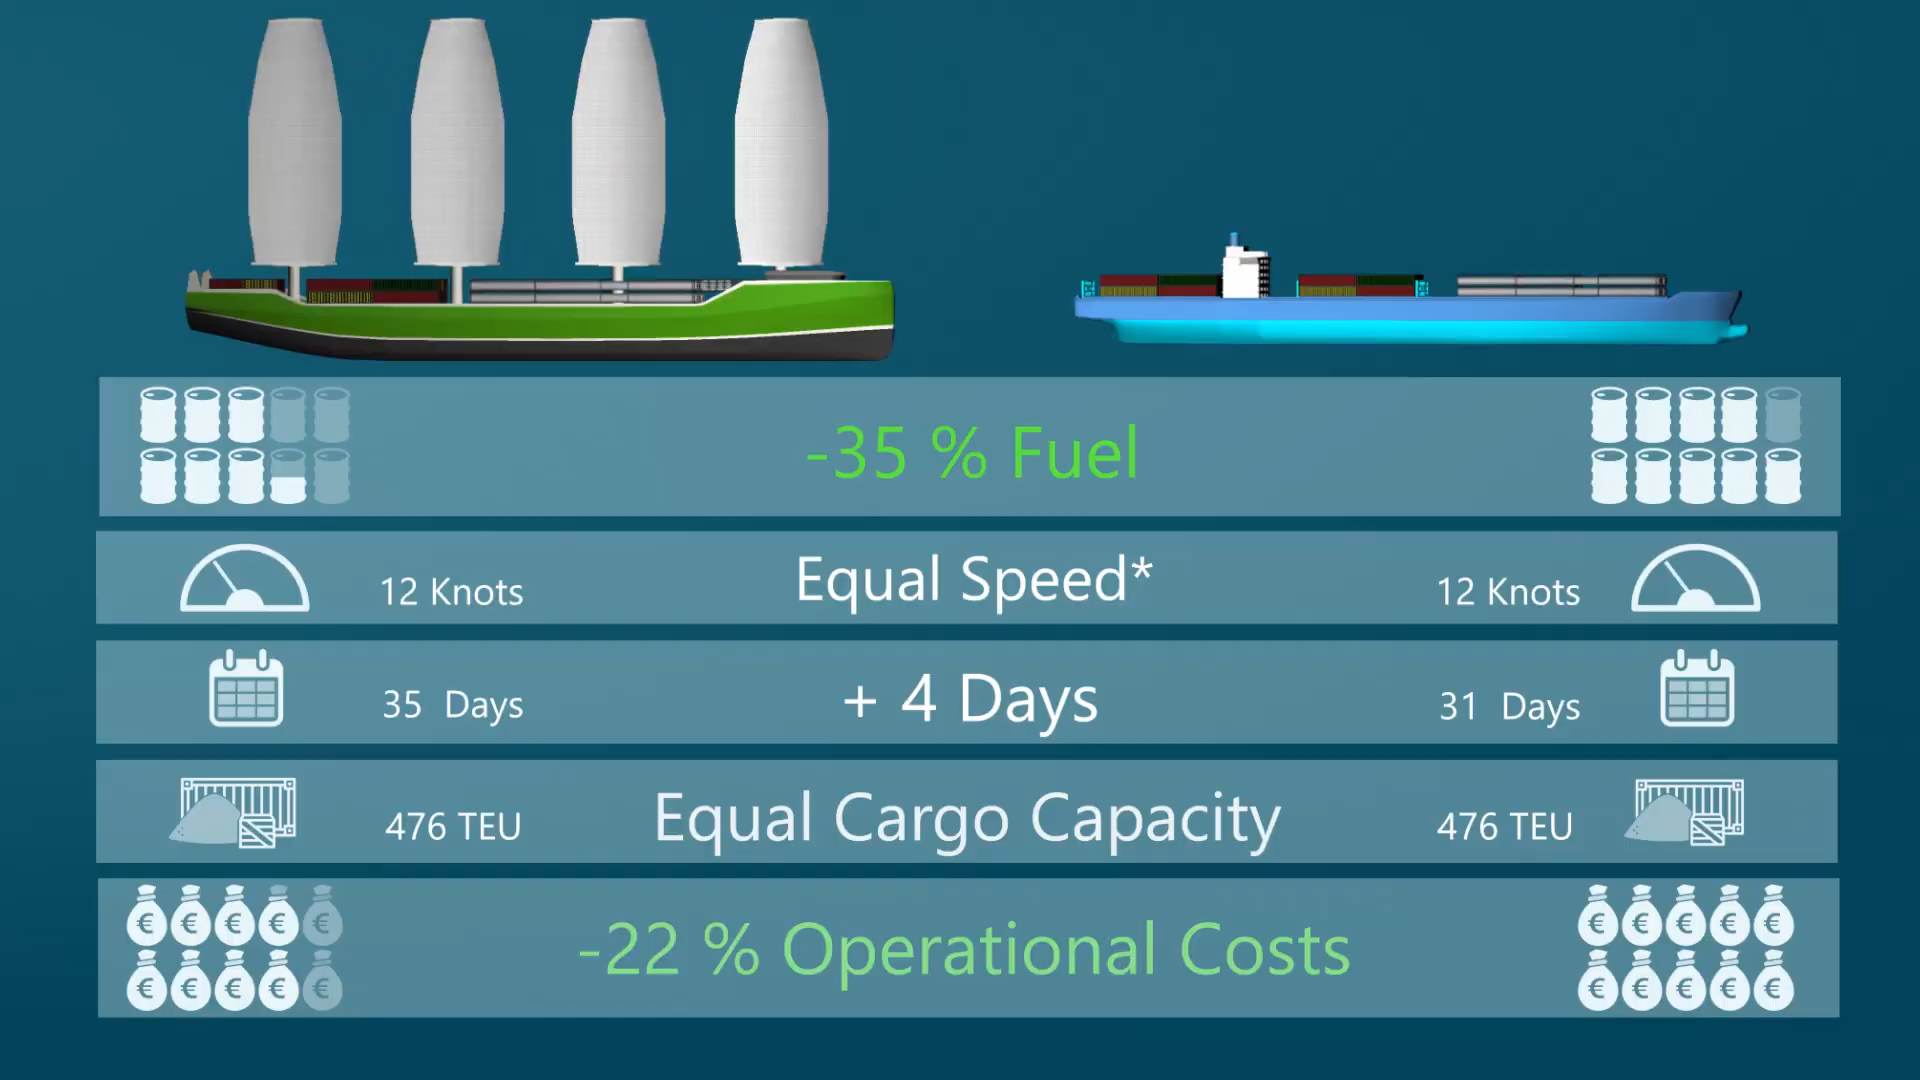 -35 % Fuel
12 Knots Equal Speed* 12 Knots
35 Days + 4 Days 31 Days
476 TEU Equal Cargo Capacity 476 TEU
€ € € € € € € € € €
€ € € € € € € € € €
-22 % Operational Costs